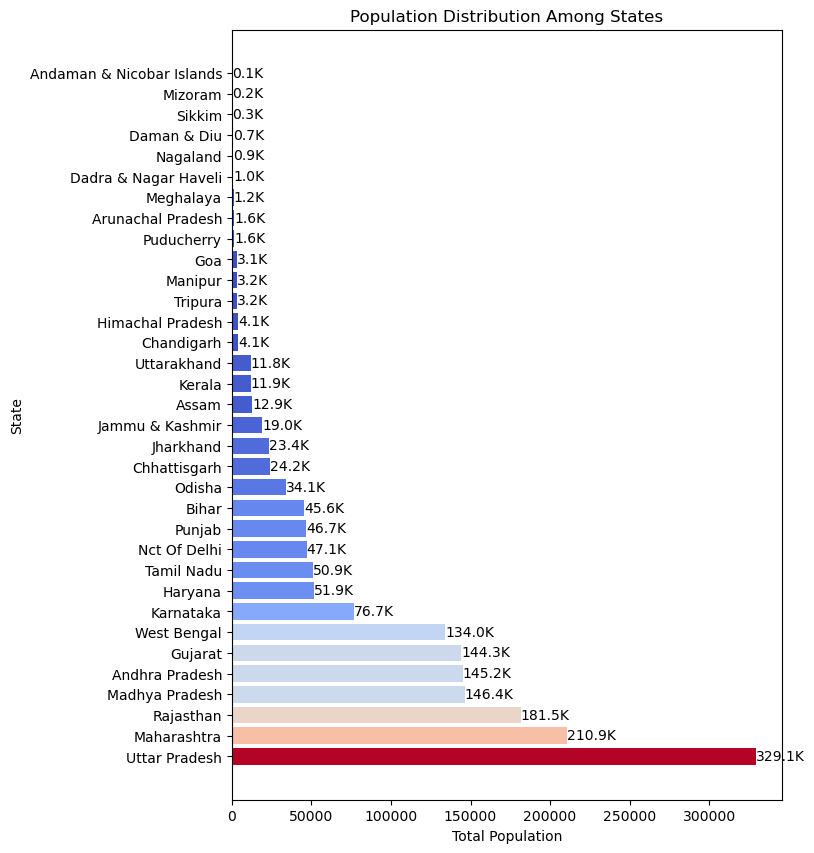 Population Distribution Among States
State
Andaman & Nicobar Islands 0.1K
Mizoram 0.2K
Sikkim 0.3K
Daman & Diu 0.7K
Nagaland 0.9K
Dadra & Nagar Haveli 1.0K
Meghalaya 1.2K
Arunachal Pradesh 1.6K
Puducherry 1.6K
Goa 3.1K
Manipur 3.2K
Tripura 3.2K
Himachal Pradesh 4.1K
Chandigarh 4.1K
Uttarakhand 11.8K
Kerala 11.9K
Assam 12.9K
Jammu & Kashmir 19.0K
Jharkhand 23.4K
Chhattisgarh 24.2K
Odisha 34.1K
Bihar 45.6K
Punjab 46.7K
Nct Of Delhi 47.1K
Tamil Nadu 50.9K
Haryana 51.9K
Karnataka 76.7K
West Bengal 134.0K
Gujarat 144.3K
Andhra Pradesh 145.2K
Madhya Pradesh 146.4K
Rajasthan 181.5K
Maharashtra 210.9K
Uttar Pradesh 329.1K
0 50000 100000 150000 200000 250000 300000
Total Population